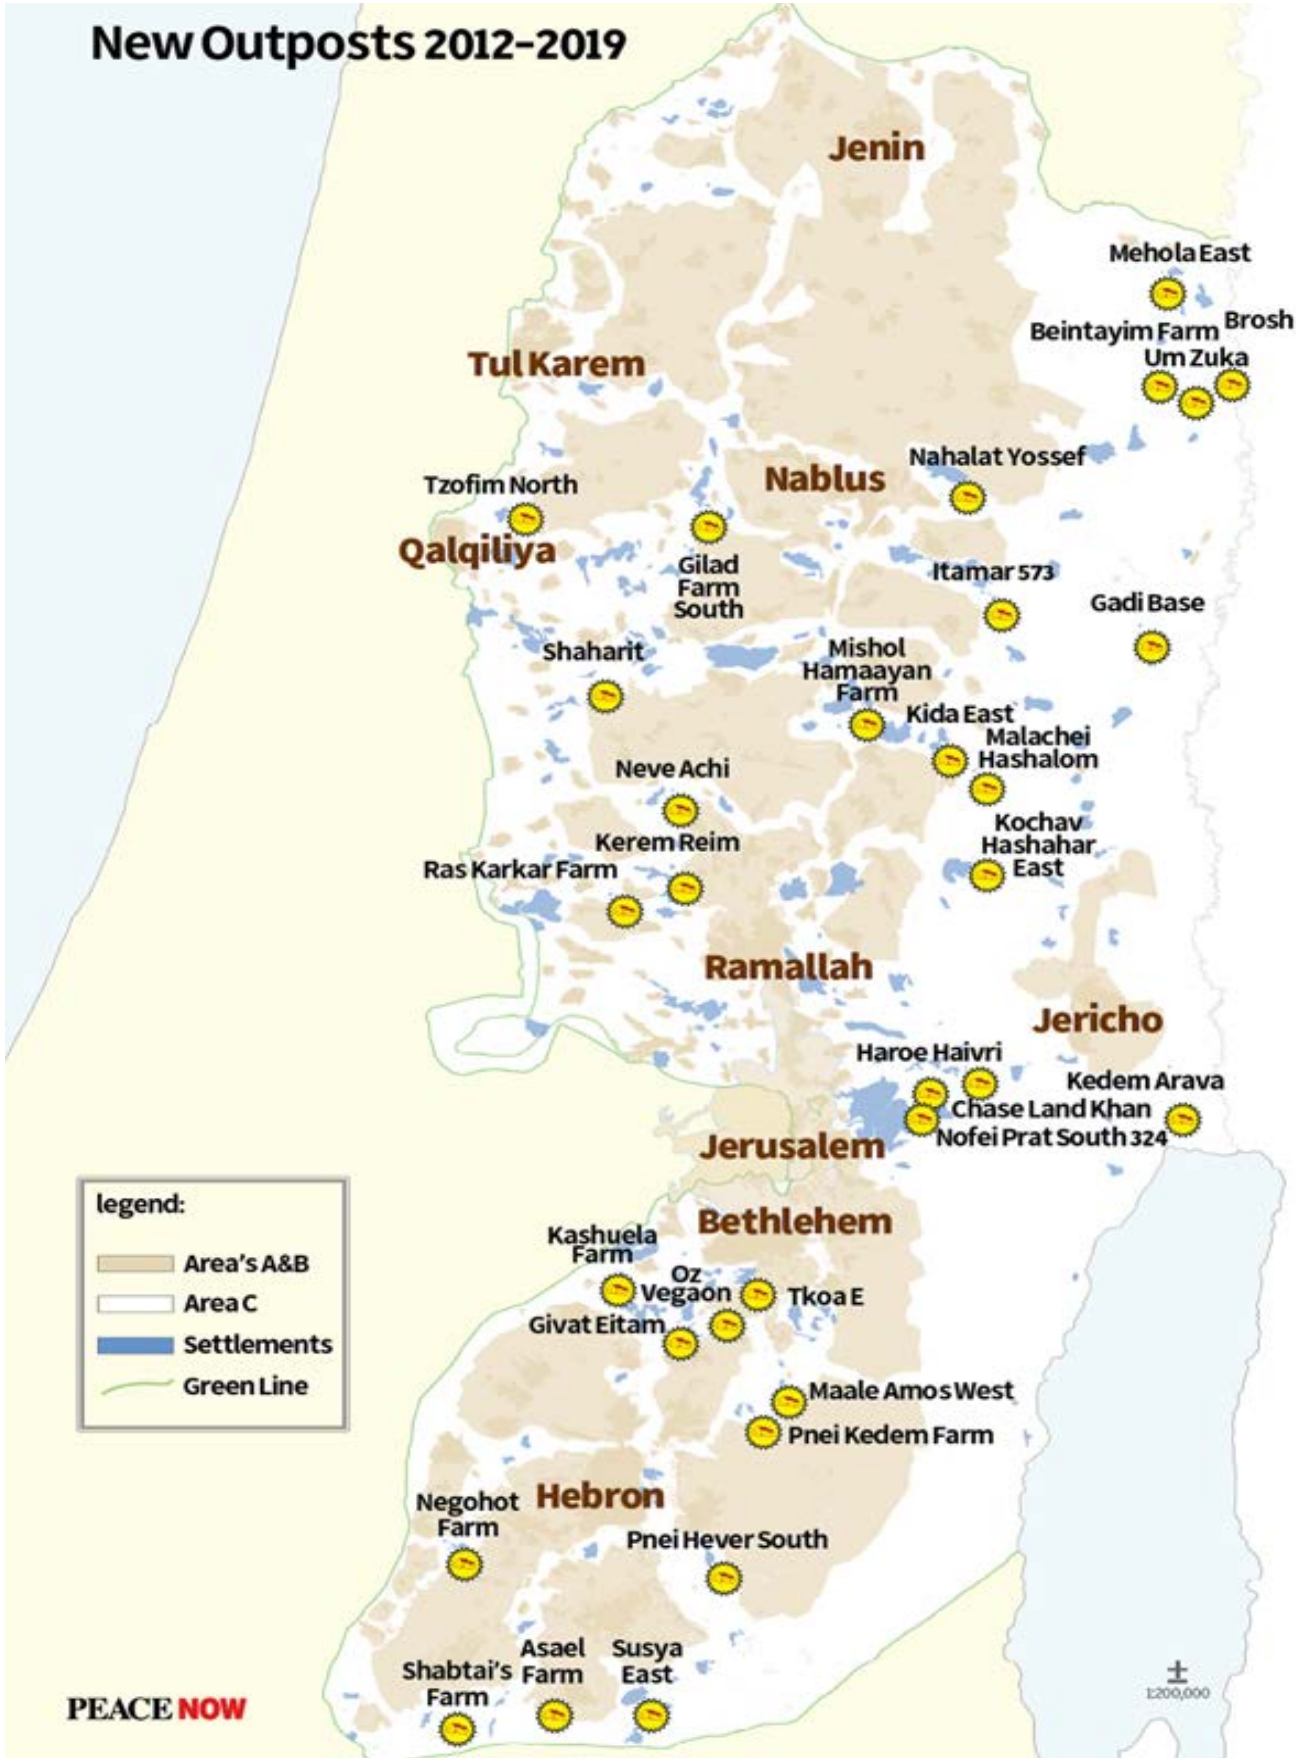 New Outposts 2012-2019
Jenin
Mehola East
Brosh
Beintayim Farm
Um Zuka
Tul Karem
Nahalat Yossef
Nablus
Tzofim North
Qalqiliya
Gilad
Farm
South
Itamar 573
Gadi Base
Shaharit
Mishol
Hamaayan
Farm
Kida East
Malachei
Hashalom
Neve Achi
Kochav
Hashahar
East
Kerem Reim
Ras Karkar Farm
Ramallah
Jericho
Haroe Haivri
Kedem Arava
Chase Land Khan
Nofei Prat South 324
Jerusalem
Bethlehem
Kashuela
Farm
Oz
Vegaon
Tkoa E
Givat Eitam
Maale Amos West
Pnei Kedem Farm
Hebron
Negohot
Farm
Pnei Hever South
Asael
Farm
Susya
East
Shabtai's
Farm
legend:
Area's A&B
Area C
Settlements
Green Line
PEACE NOW
±
1:200,000